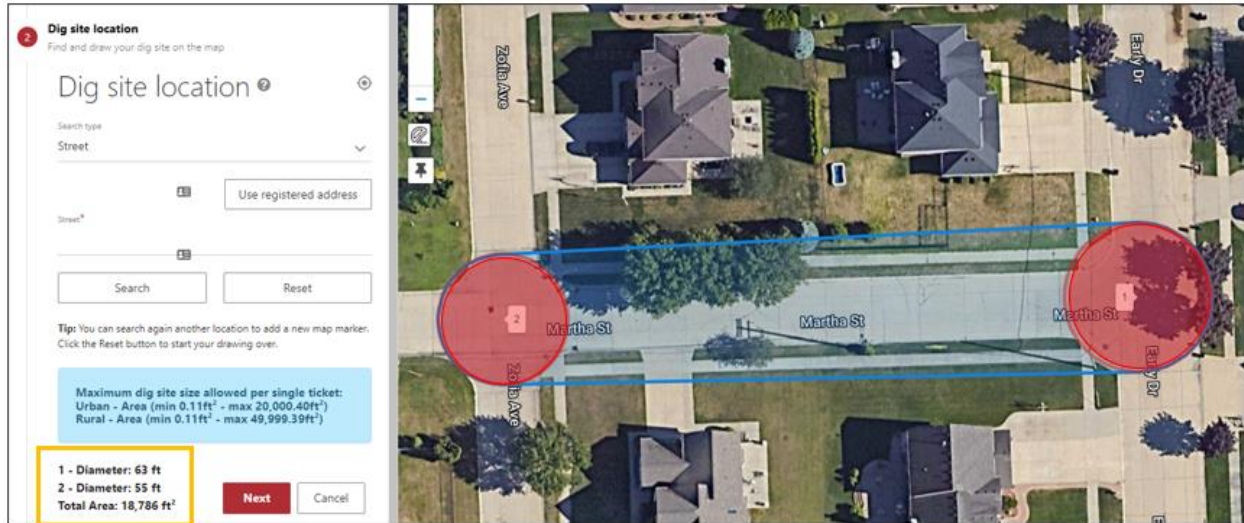 2
Dig site location
Find and draw your dig site on the map
Dig site location ?
Search type
Street
Use registered address
Street*
Search
Reset
Tip: You can search again another location to add a new map marker.
Click the Reset button to start your drawing over.
Maximum dig site size allowed per single ticket:
Urban - Area (min 0.11ft² - max 20,000.40ft²)
Rural - Area (min 0.11ft² - max 49,999.39ft²)
1 - Diameter: 63 ft
2 - Diameter: 55 ft
Total Area: 18,786 ft²
Next
Cancel
Zofia Ave
Early Dr
2
Martha St
Martha St
Martha St
1
Zofia Ave
Early Dr